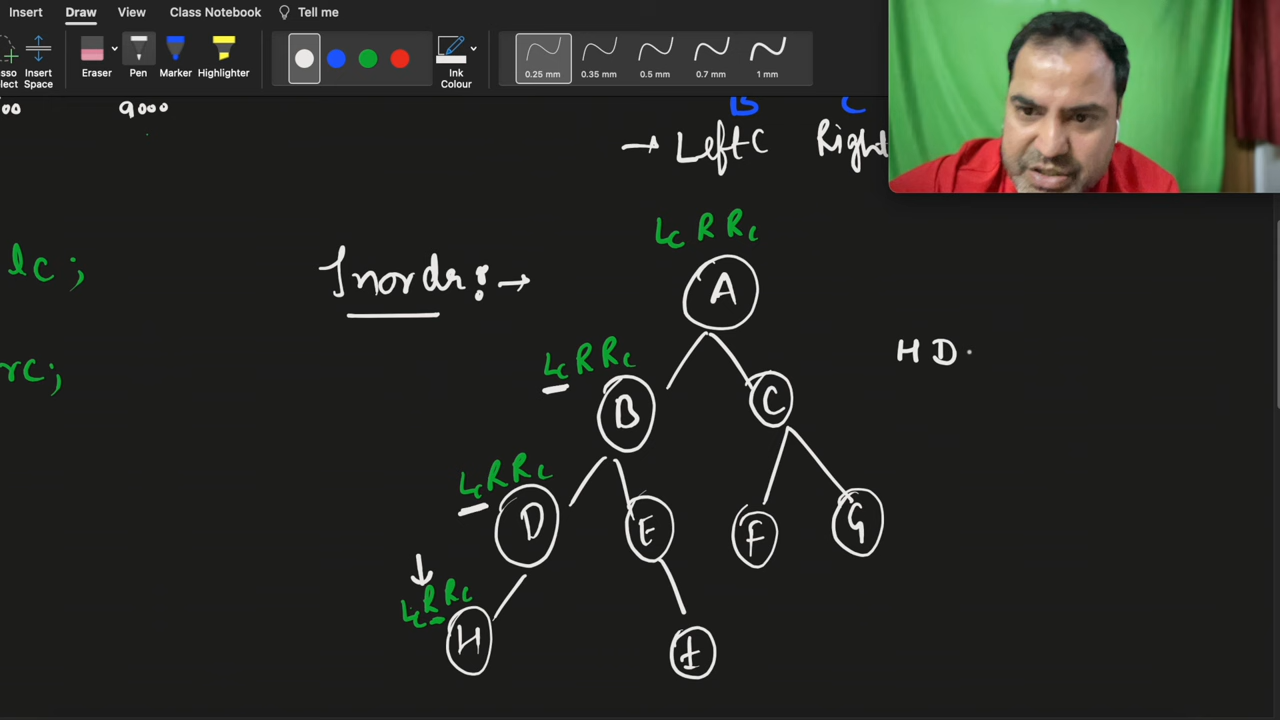 Insert Draw View Class Notebook Tell me
Eraser Pen Marker Highlighter
Insert Space
Ink Colour
0.25 mm 0.35 mm 0.5 mm 0.7 mm 1 mm
9000
B C
→ LeftC Right
LC R RC
lC ;
Inordr : →
A
H D
LC R RC
rC ;
B C
LC R RC
D E F G
LC R RC
H I